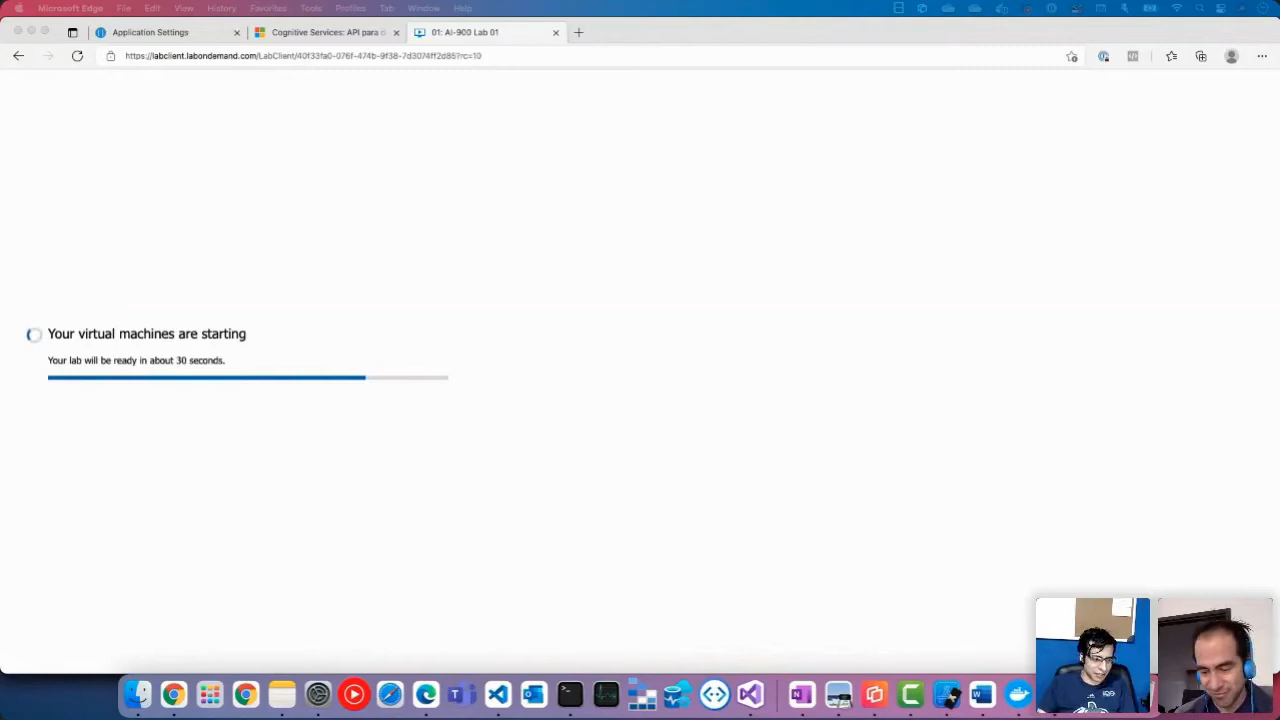 Microsoft Edge File Edit View History Favorites Tools Profiles Tab Window Help
Application Settings
Cognitive Services: API para
01: AI-900 Lab 01
https://labclient.labondemand.com/LabClient/40f33fa0-076f-474b-9f38-7d3074ff2d85?rc=10
Your virtual machines are starting
Your lab will be ready in about 30 seconds.